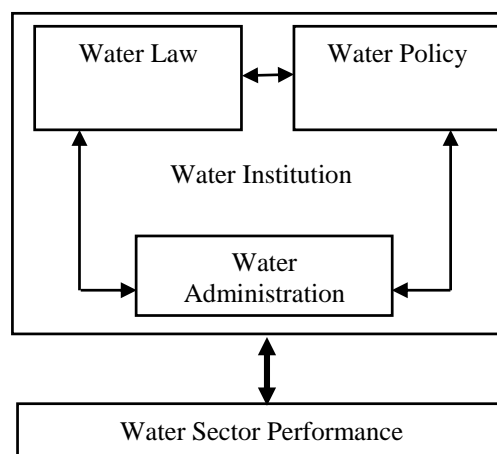 Water Law
Water Policy
Water Institution
Water
Administration
Water Sector Performance